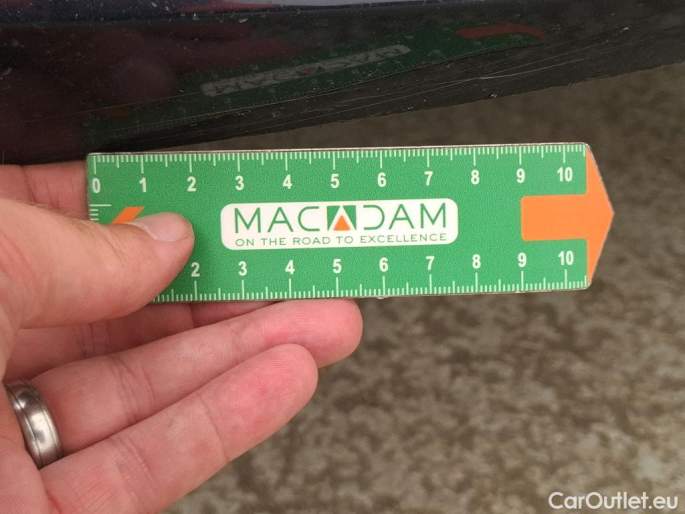 0 1 2 3 4 5 6 7 8 9 10
MACADAM
ON THE ROAD TO EXCELLENCE
2 3 4 5 6 7 8 9 10
CarOutlet.eu